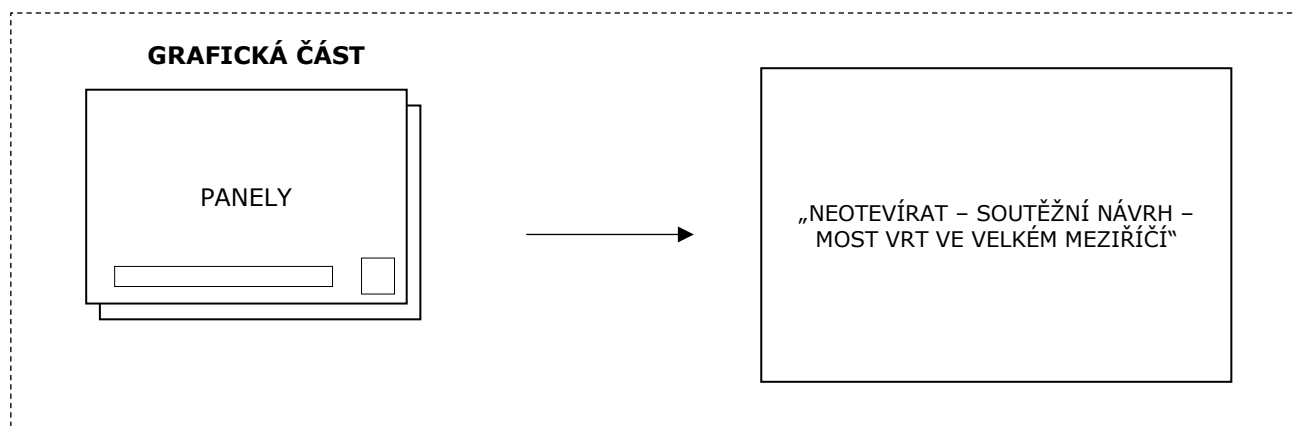 GRAFICKÁ ČÁST
PANELY
„NEOTEVÍRAT – SOUTĚŽNÍ NÁVRH –
MOST VRT VE VELKÉM MEZIŘÍČÍ“